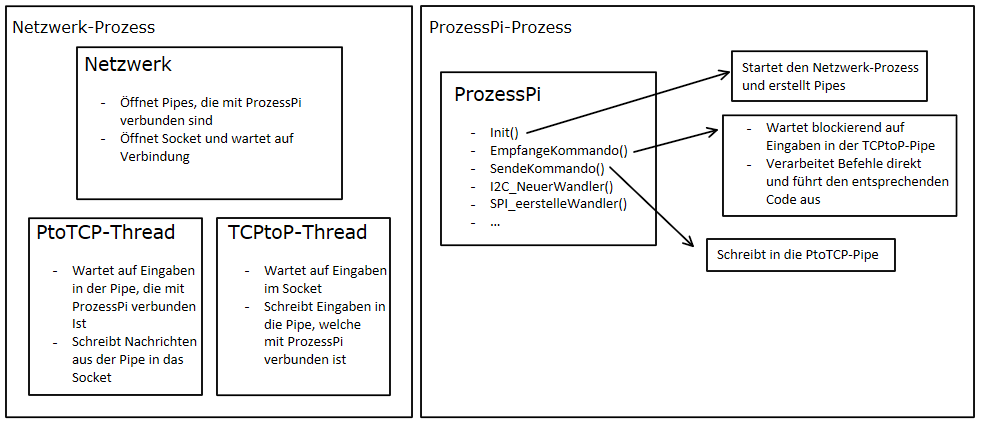 Netzwerk-Prozess
Netzwerk
- Öffnet Pipes, die mit ProzessPi
verbunden sind
- Öffnet Socket und wartet auf
Verbindung
PtoTCP-Thread
- Wartet auf Eingaben
in der Pipe, die mit
ProzessPi verbunden
Ist
- Schreibt Nachrichten
aus der Pipe in das
Socket
TCPtoP-Thread
- Wartet auf Eingaben
im Socket
- Schreibt Eingaben in
die Pipe, welche
mit ProzessPi
verbunden ist
ProzessPi-Prozess
ProzessPi
- Init()
- EmpfangeKommando()
- SendeKommando()
- I2C_NeuerWandler()
- SPI_eerstelleWandler()
- ...
Startet den Netzwerk-Prozess
und erstellt Pipes
- Wartet blockierend auf
Eingaben in der TCPtoP-Pipe
- Verarbeitet Befehle direkt
und führt den entsprechenden
Code aus
Schreibt in die PtoTCP-Pipe